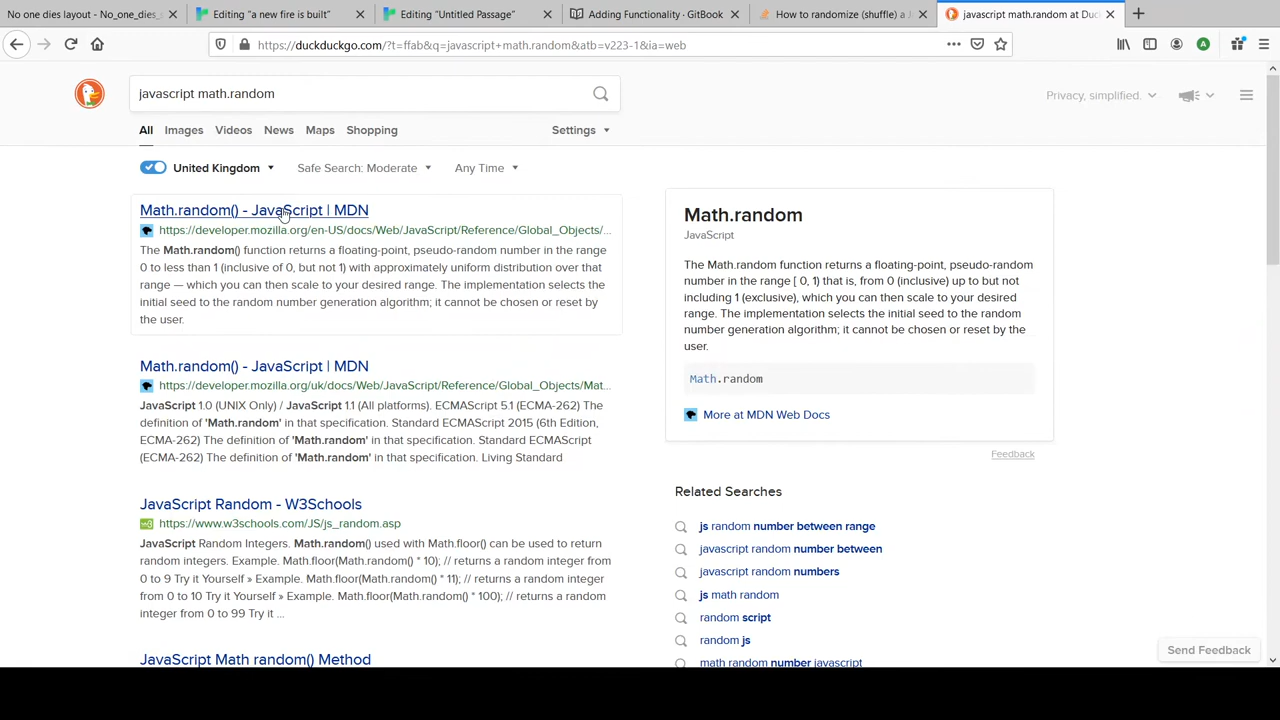 No one dies layout - No_one_dies_
Editing "a new fire is built"
Editing "Untitled Passage"
Adding Functionality · GitBook
How to randomize (shuffle) a J
javascript math.random at Duc
https://duckduckgo.com/?t=ffab&q=javascript+math.random&atb=v223-1&ia=web
A
javascript math.random
Privacy, simplified.
All Images Videos News Maps Shopping Settings
United Kingdom Safe Search: Moderate Any Time
Math.random() - JavaScript | MDN
https://developer.mozilla.org/en-US/docs/Web/JavaScript/Reference/Global_Objects/...
The Math.random() function returns a floating-point, pseudo-random number in the range
0 to less than 1 (inclusive of 0, but not 1) with approximately uniform distribution over that
range — which you can then scale to your desired range. The implementation selects the
initial seed to the random number generation algorithm; it cannot be chosen or reset by
the user.
Math.random() - JavaScript | MDN
https://developer.mozilla.org/uk/docs/Web/JavaScript/Reference/Global_Objects/Mat...
JavaScript 1.0 (UNIX Only) / JavaScript 1.1 (All platforms). ECMAScript 5.1 (ECMA-262) The
definition of 'Math.random' in that specification. Standard ECMAScript 2015 (6th Edition,
ECMA-262) The definition of 'Math.random' in that specification. Standard ECMAScript
(ECMA-262) The definition of 'Math.random' in that specification. Living Standard
JavaScript Random - W3Schools
https://www.w3schools.com/JS/js_random.asp
JavaScript Random Integers. Math.random() used with Math.floor() can be used to return
random integers. Example. Math.floor(Math.random() * 10); // returns a random integer from
0 to 9 Try it Yourself » Example. Math.floor(Math.random() * 11); // returns a random integer
from 0 to 10 Try it Yourself » Example. Math.floor(Math.random() * 100); // returns a random
integer from 0 to 99 Try it ...
JavaScript Math random() Method
Math.random
JavaScript
The Math.random function returns a floating-point, pseudo-random
number in the range [ 0, 1) that is, from 0 (inclusive) up to but not
including 1 (exclusive), which you can then scale to your desired
range. The implementation selects the initial seed to the random
number generation algorithm; it cannot be chosen or reset by the
user.
Math.random
More at MDN Web Docs
Feedback
Related Searches
js random number between range
javascript random number between
javascript random numbers
js math random
random script
random js
math random number javascript
Send Feedback